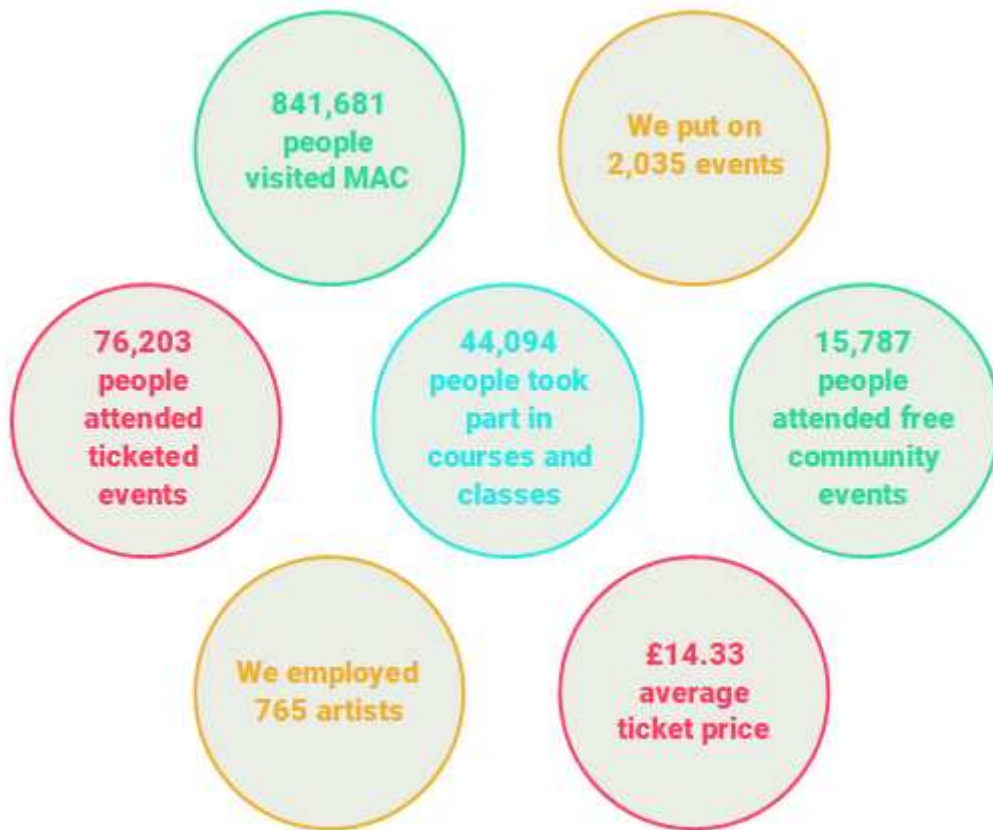 841,681
people
visited MAC
We put on
2,035 events
76,203
people
attended
ticketed
events
44,094
people took
part in
courses and
classes
15,787
people
attended free
community
events
We employed
765 artists
£14.33
average
ticket price